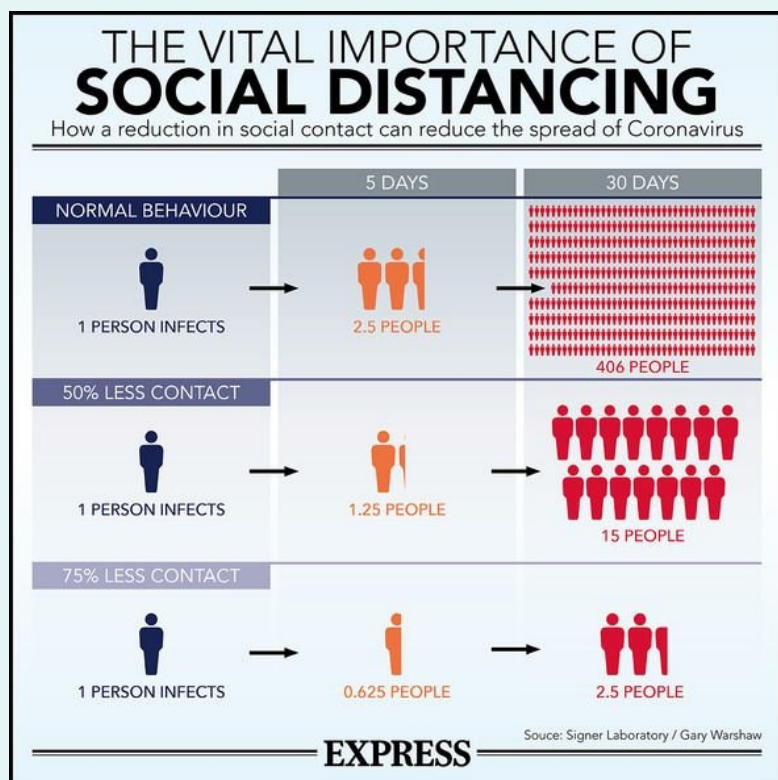 THE VITAL IMPORTANCE OF
SOCIAL DISTANCING
How a reduction in social contact can reduce the spread of Coronavirus
5 DAYS
30 DAYS
NORMAL BEHAVIOUR
1 PERSON INFECTS
2.5 PEOPLE
406 PEOPLE
50% LESS CONTACT
1 PERSON INFECTS
1.25 PEOPLE
15 PEOPLE
75% LESS CONTACT
1 PERSON INFECTS
0.625 PEOPLE
2.5 PEOPLE
Souce: Signer Laboratory / Gary Warshaw
EXPRESS